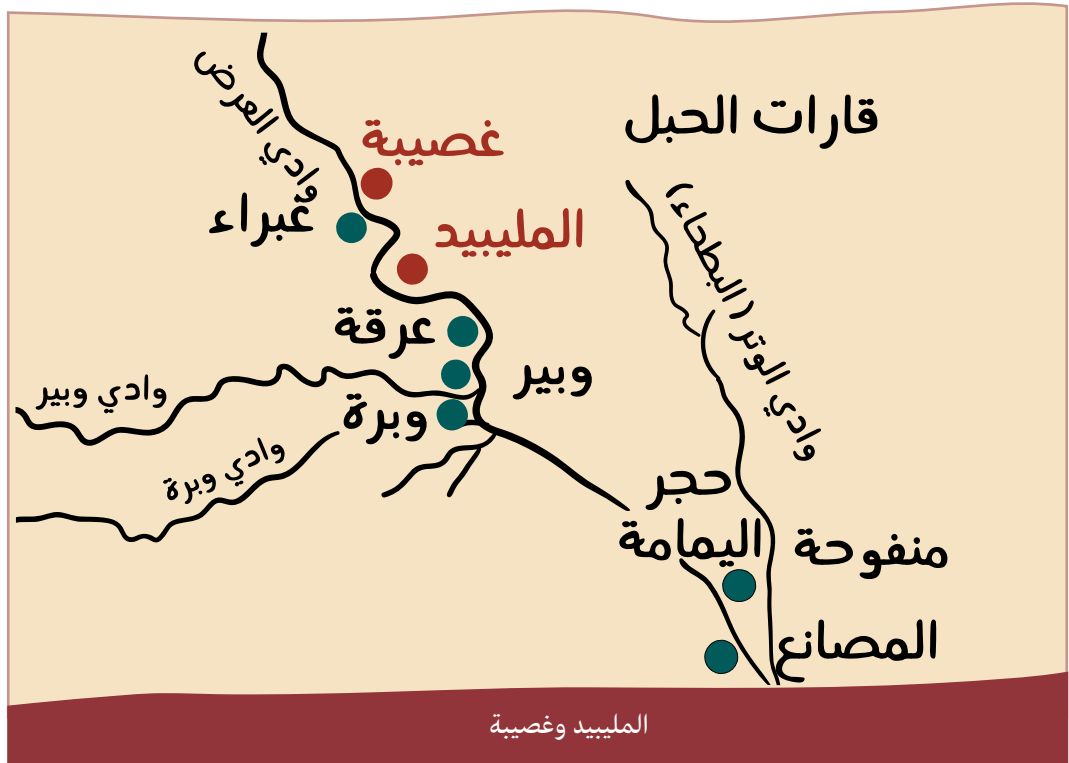 قارات الحبل
وادي العرض
غصيبة
غبراء
المليبيد
وادي الوتر (البطحاء)
عرقة
وبير
وادي وبير
وبرة
وادي وبرة
حجر
اليمامة
منفوحة
المصانع
المليبيد وغصيبة